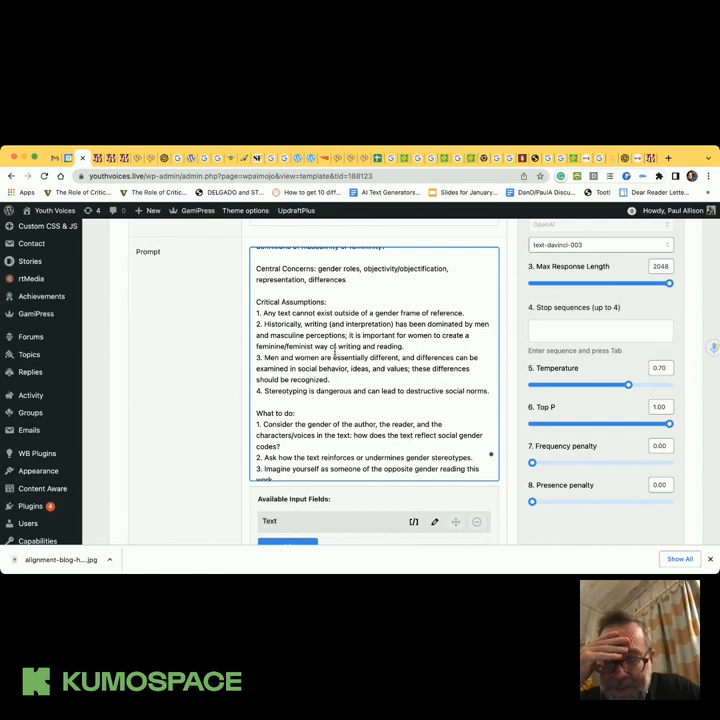 youthvoices.live/wp-admin/admin.php?page=wpaimojo&view=template&tid=188123
Apps
The Role of Critic...
The Role of Critic...
DELGADO and ST...
How to get 10 diff...
AI Text Generators...
Slides for January...
DanD/PaulA Discu...
Toot!
Dear Reader Lette...
Youth Voices
4
0
+ New
GamiPress
Theme options
UpdraftPlus
Howdy, Paul Allison
Custom CSS & JS
Contact
Stories
rtMedia
Achievements
GamiPress
Forums
Topics
Replies
Activity
Groups
Emails
WB Plugins
Appearance
Content Aware
Plugins 4
Users
Capabilities
Prompt
definitions of masculinity or femininity?
Central Concerns: gender roles, objectivity/objectification,
representation, differences
Critical Assumptions:
1. Any text cannot exist outside of a gender frame of reference.
2. Historically, writing (and interpretation) has been dominated by men
and masculine perceptions; it is important for women to create a
feminine/feminist way of writing and reading.
3. Men and women are essentially different, and differences can be
examined in social behavior, ideas, and values; these differences
should be recognized.
4. Stereotyping is dangerous and can lead to destructive social norms.
What to do:
1. Consider the gender of the author, the reader, and the
characters/voices in the text: how does the text reflect social gender
codes?
2. Ask how the text reinforces or undermines gender stereotypes.
3. Imagine yourself as someone of the opposite gender reading this
work.
Available Input Fields:
Text
[/]
OpenAI
text-davinci-003
3. Max Response Length
2048
4. Stop sequences (up to 4)
Enter sequence and press Tab
5. Temperature
0.70
6. Top P
1.00
7. Frequency penalty
0.00
8. Presence penalty
0.00
alignment-blog-h....jpg
Show All
KUMOSPACE